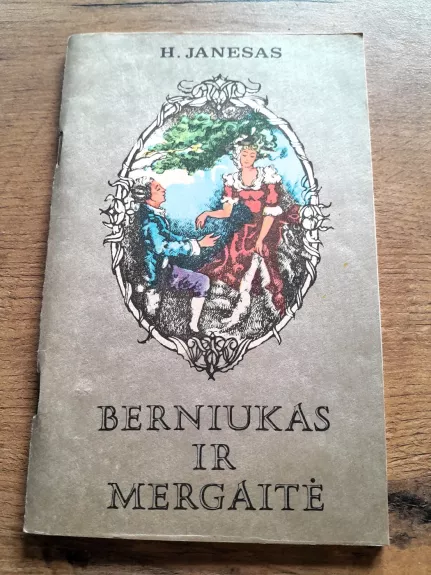 H. JANESAS
BERNIUKAS
IR
MERGAITĖ